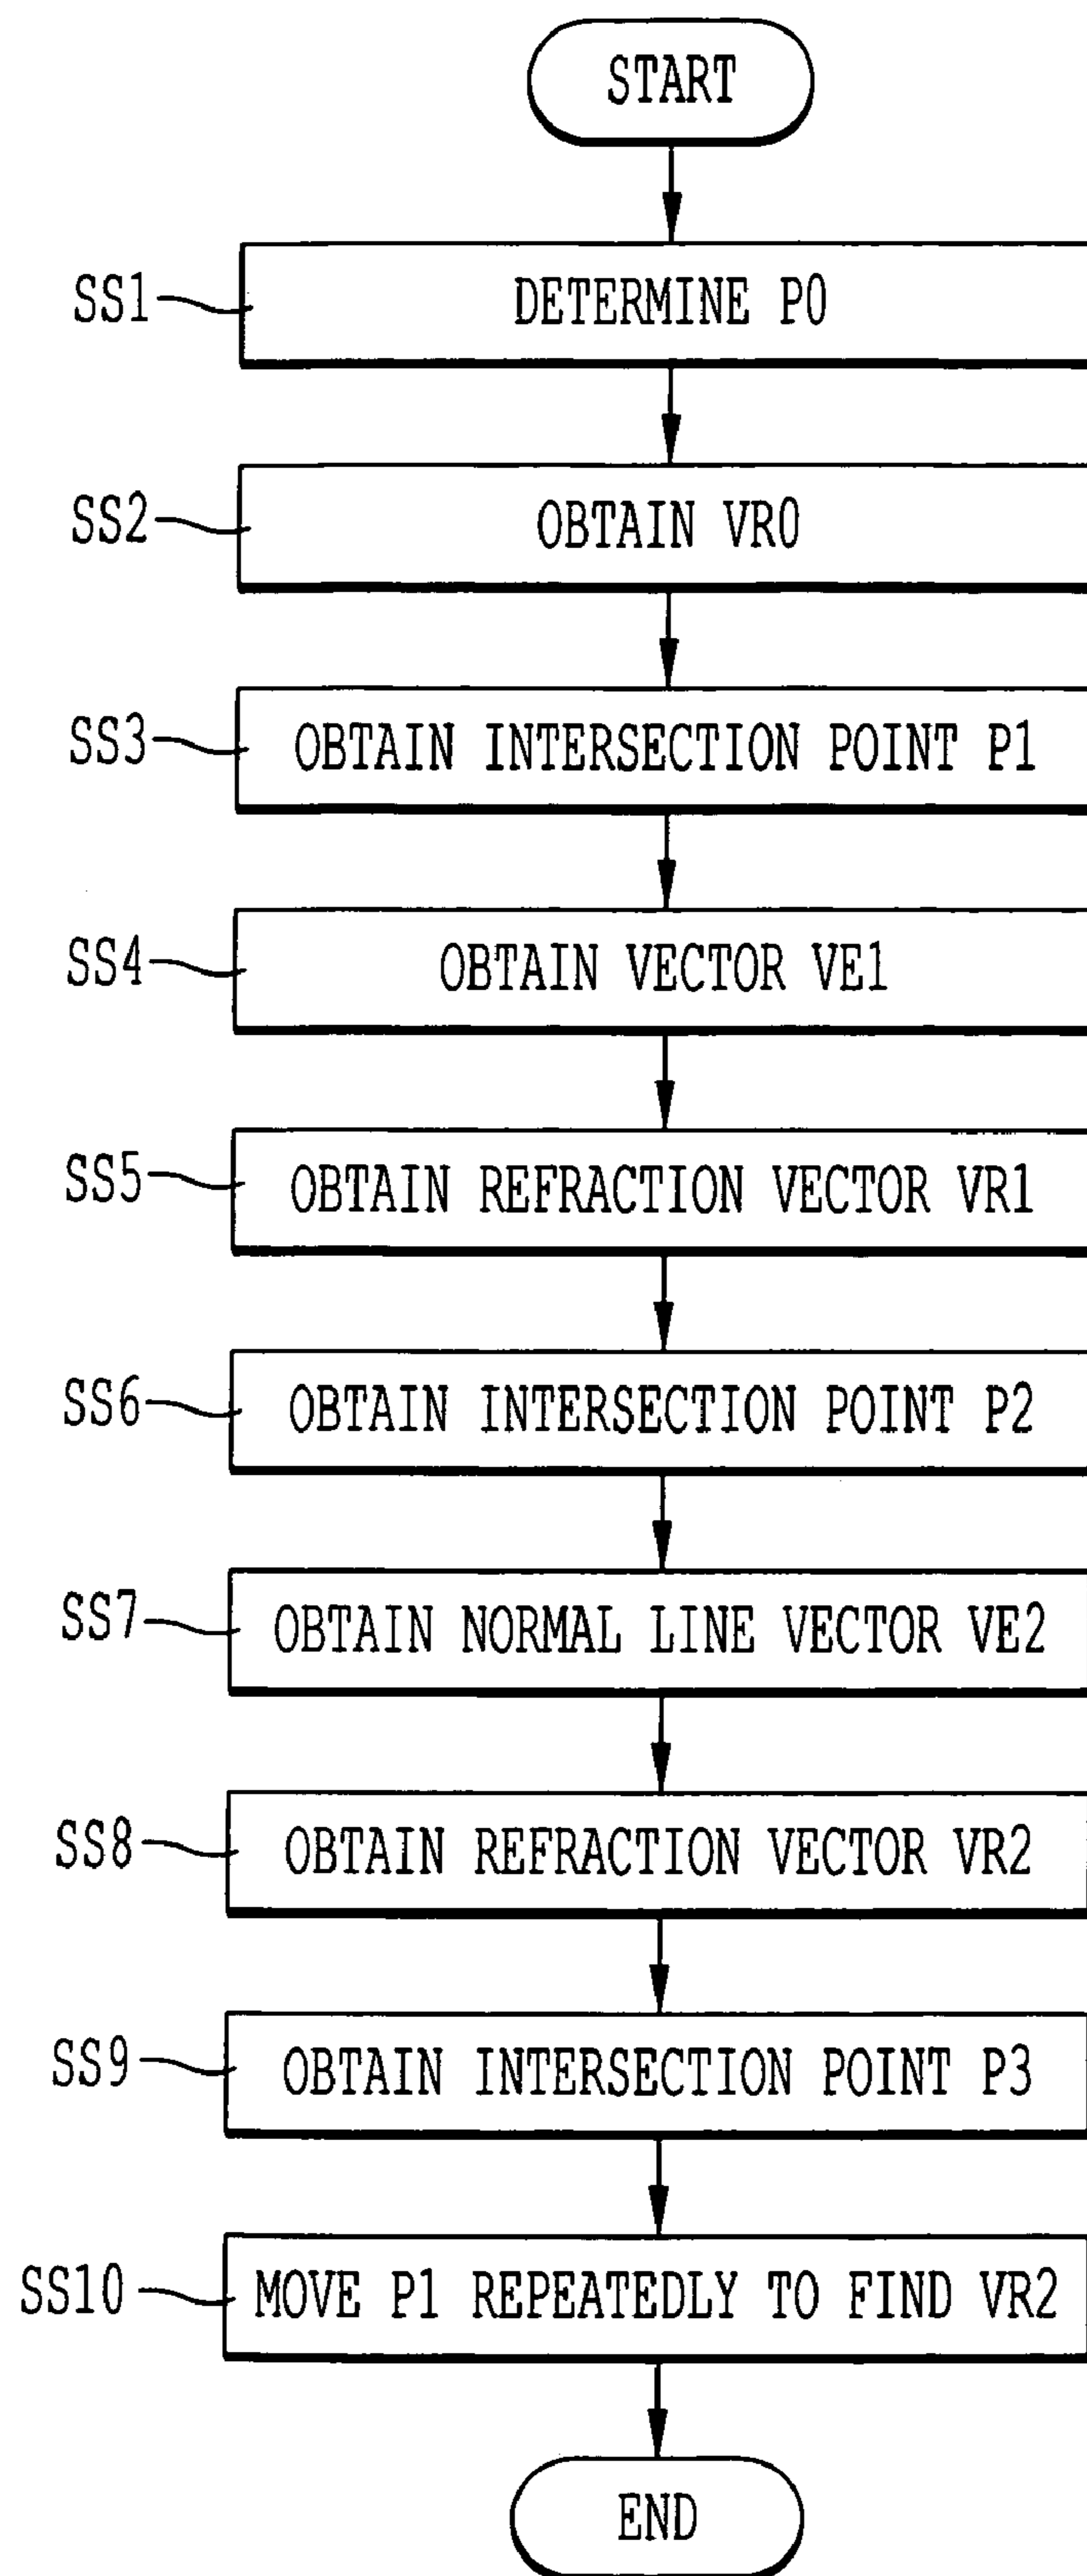 START
SS1
DETERMINE P0
SS2
OBTAIN VR0
SS3
OBTAIN INTERSECTION POINT P1
SS4
OBTAIN VECTOR VE1
SS5
OBTAIN REFRACTION VECTOR VR1
SS6
OBTAIN INTERSECTION POINT P2
SS7
OBTAIN NORMAL LINE VECTOR VE2
SS8
OBTAIN REFRACTION VECTOR VR2
SS9
OBTAIN INTERSECTION POINT P3
SS10
MOVE P1 REPEATEDLY TO FIND VR2
END